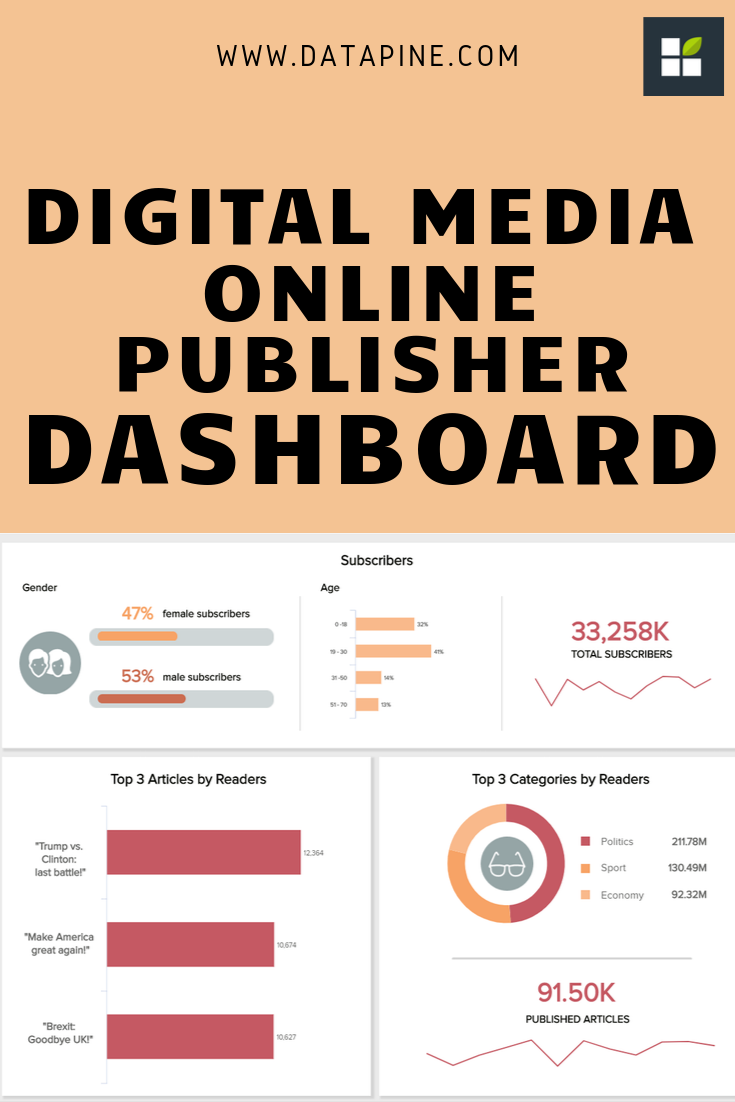 WWW.DATAPINE.COM
DIGITAL MEDIA
ONLINE
PUBLISHER
DASHBOARD
Subscribers
Gender
47% female subscribers
53% male subscribers
Age
0-18 32%
19-30 41%
31-50 14%
51-70 13%
33,258K
TOTAL SUBSCRIBERS
Top 3 Articles by Readers
"Trump vs.
Clinton:
last battle!"
12,364
"Make America
great again!"
10,674
"Brexit:
Goodbye UK!"
10,627
Top 3 Categories by Readers
Politics 211.78M
Sport 130.49M
Economy 92.32M
91.50K
PUBLISHED ARTICLES